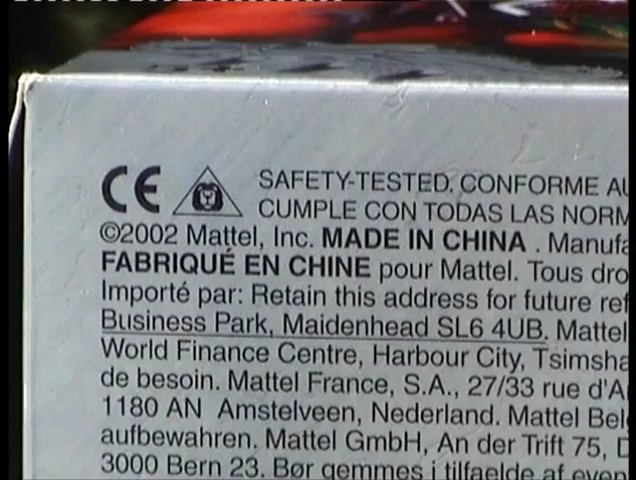 CE SAFETY-TESTED. CONFORME AU
CUMPLE CON TODAS LAS NORM
©2002 Mattel, Inc. MADE IN CHINA . Manufa
FABRIQUÉ EN CHINE pour Mattel. Tous dro
Importé par: Retain this address for future ref
Business Park, Maidenhead SL6 4UB. Mattel
World Finance Centre, Harbour City, Tsimsha
de besoin. Mattel France, S.A., 27/33 rue d'A
1180 AN Amstelveen, Nederland. Mattel Bel
aufbewahren. Mattel GmbH, An der Trift 75, D
3000 Bern 23. Bør gemmes i tilfaelde af even